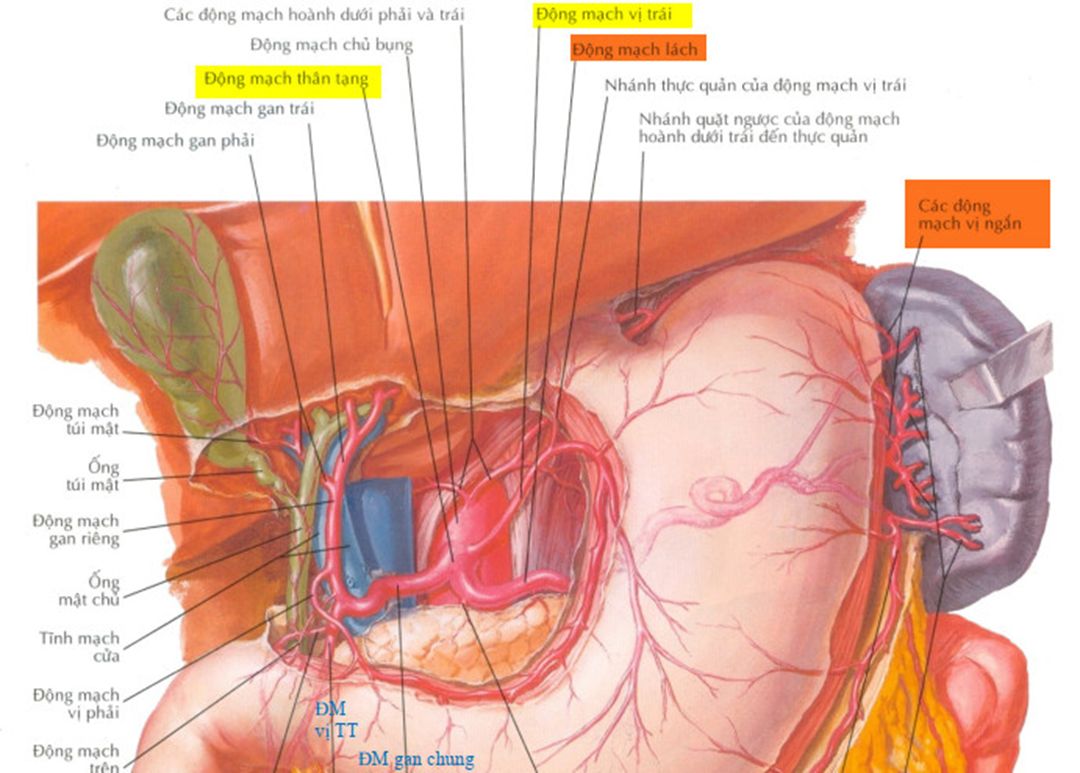 Các động mạch hoành dưới phải và trái
Động mạch chủ bụng
Động mạch thân tạng
Động mạch gan trái
Động mạch gan phải
Động mạch vị trái
Động mạch lách
Nhánh thực quản của động mạch vị trái
Nhánh quặt ngược của động mạch
hoành dưới trái đến thực quản
Các động
mạch vị ngắn
Động mạch
túi mật
Ống
túi mật
Động mạch
gan riêng
Ống
mật chủ
Tĩnh mạch
cửa
Động mạch
vị phải
Động mạch
trên
ĐM
vị TT
ĐM gan chung